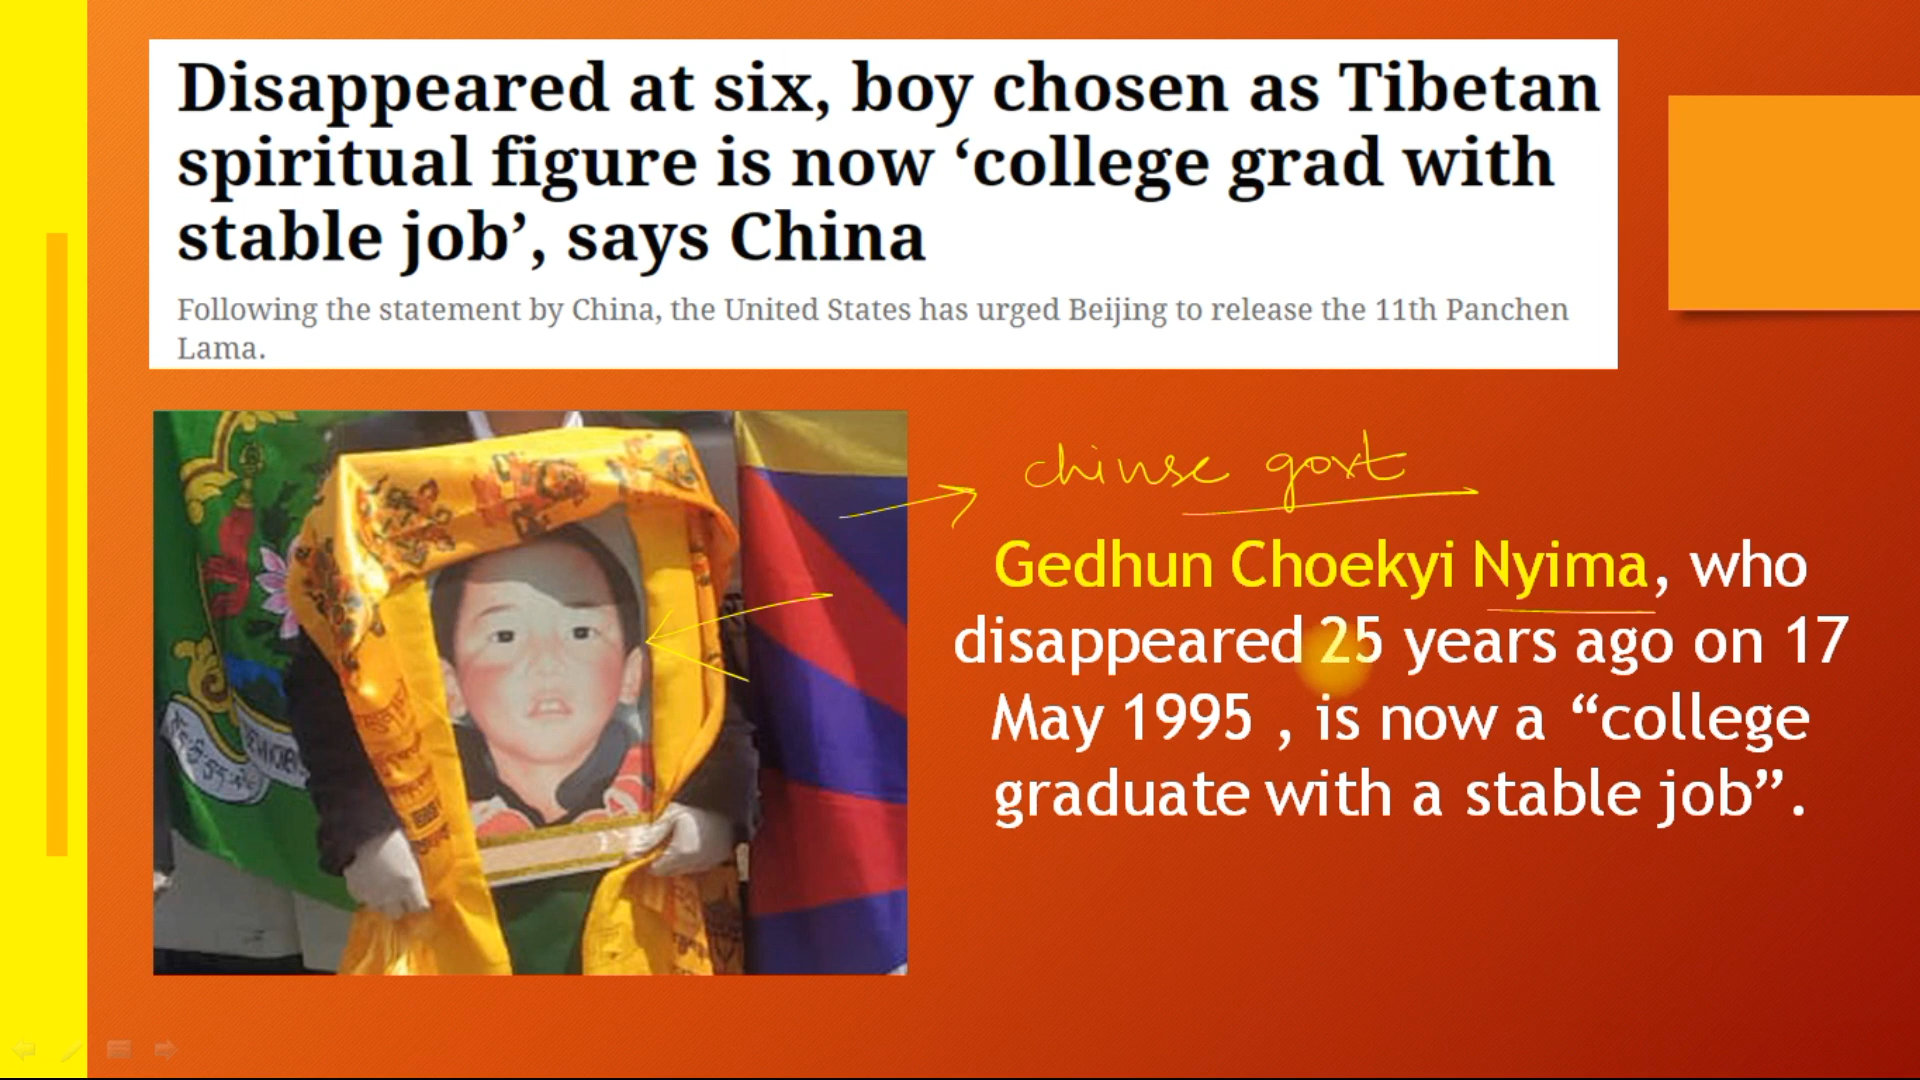 Disappeared at six, boy chosen as Tibetan
spiritual figure is now ‘college grad with
stable job’, says China
Following the statement by China, the United States has urged Beijing to release the 11th Panchen
Lama.
chinse govt
Gedhun Choekyi Nyima, who
disappeared 25 years ago on 17
May 1995 , is now a “college
graduate with a stable job”.